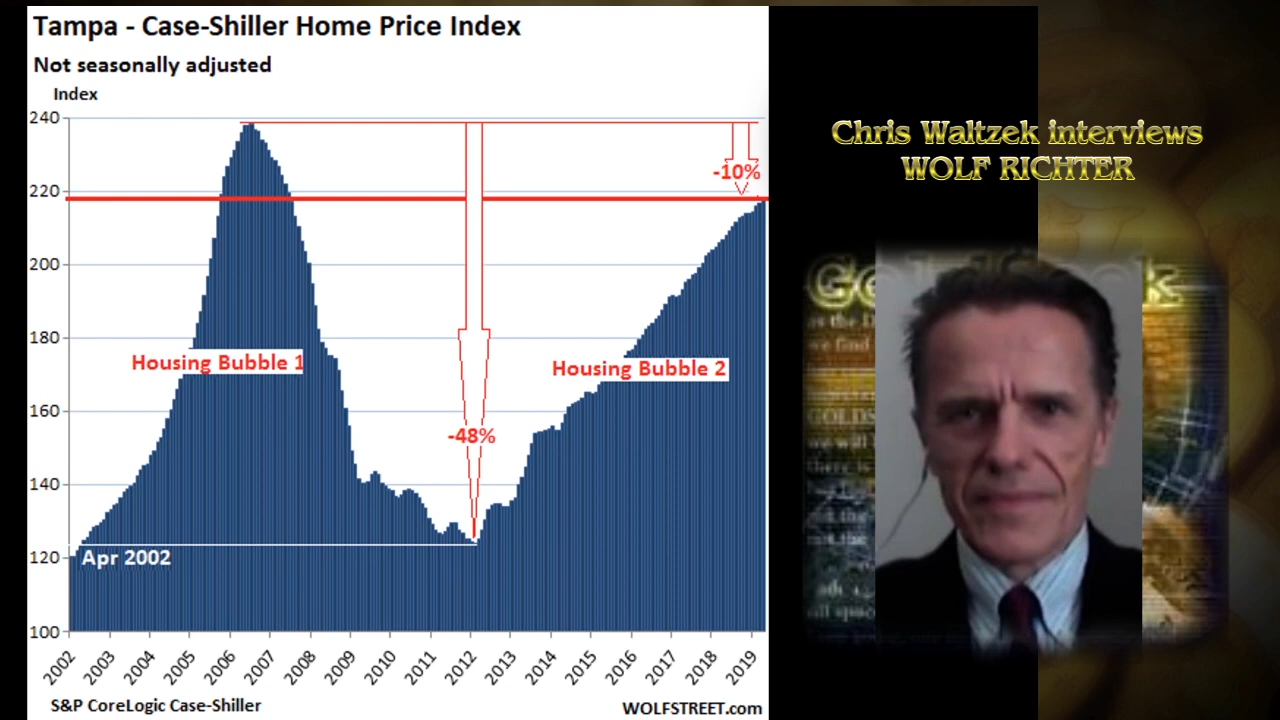 Tampa - Case-Shiller Home Price Index
Not seasonally adjusted
Index
240
220
200
180
160
140
120
100
-10%
Housing Bubble 1
Housing Bubble 2
-48%
Apr 2002
2002 2003 2004 2005 2006 2007 2008 2009 2010 2011 2012 2013 2014 2015 2016 2017 2018 2019
S&P CoreLogic Case-Shiller
WOLFSTREET.com
Chris Waltzek interviews
WOLF RICHTER